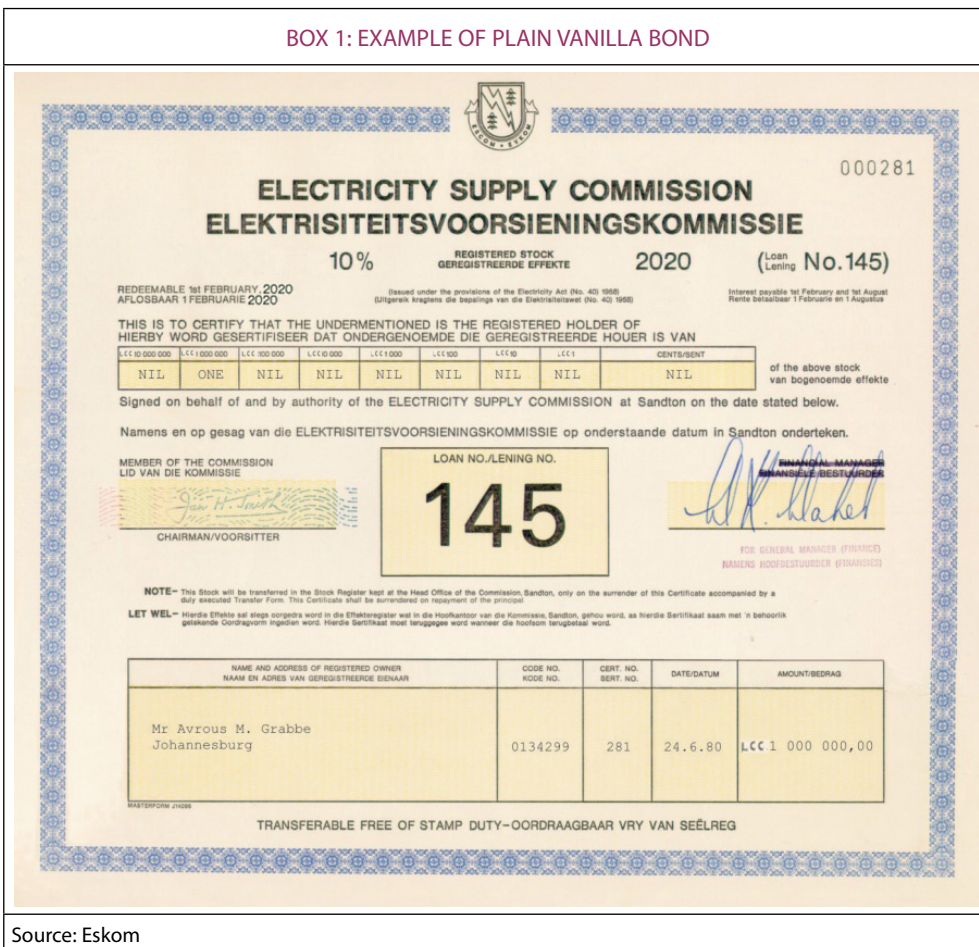 BOX 1: EXAMPLE OF PLAIN VANILLA BOND
ESCOM • EVKOM
000281
ELECTRICITY SUPPLY COMMISSION
ELEKTRISITEITSVOORSIENINGSKOMMISSIE
10% REGISTERED STOCK 2020 (Loan No.145)
GEREGISTREERDE EFFEKTE Lening
REDEEMABLE 1st FEBRUARY, 2020 (Issued under the provisions of the Electricity Act (No. 40) 1958) Interest payable 1st February and 1st August
AFLOSBAAR 1 FEBRUARIE 2020 (Uitgereik kragtens die bepalings van die Elektrisiteitswet (No. 40) 1958) Rente betaalbaar 1 Februarie en 1 Augustus
THIS IS TO CERTIFY THAT THE UNDERMENTIONED IS THE REGISTERED HOLDER OF
HIERBY WORD GESERTIFISEER DAT ONDERGENOEMDE DIE GEREGISTREERDE HOUER IS VAN
LCC 10 000 000 LCC 1 000 000 LCC 100 000 LCC 10 000 LCC 1 000 LCC 100 LCC 10 LCC 1 CENTS/SENT
NIL ONE NIL NIL NIL NIL NIL NIL NIL
of the above stock
van bogenoemde effekte
Signed on behalf of and by authority of the ELECTRICITY SUPPLY COMMISSION at Sandton on the date stated below.
Namens en op gesag van die ELEKTRISITEITSVOORSIENINGSKOMMISSIE op onderstaande datum in Sandton onderteken.
MEMBER OF THE COMMISSION
LID VAN DIE KOMMISSIE
Jan H. Smith
CHAIRMAN/VOORSITTER
LOAN NO./LENING NO.
145
FINANCIAL MANAGER
FINANSIËLE BESTUURDER
FOR GENERAL MANAGER (FINANCE)
NAMENS HOOFBESTUURDER (FINANSIES)
NOTE– This Stock will be transferred in the Stock Register kept at the Head Office of the Commission, Sandton, only on the surrender of this Certificate accompanied by a
duly executed Transfer Form. This Certificate shall be surrendered on repayment of the principal
LET WEL– Hierdie Effekte sal slegs oorgedra word in die Effekteregister wat in die Hoofkantoor van die Kommissie, Sandton, gehou word, as hierdie Sertifikaat saam met 'n behoorlik
getekende Oordragvorm ingedien word. Hierdie Sertifikaat moet teruggegee word wanneer die hoofsom terugbetaal word.
NAME AND ADDRESS OF REGISTERED OWNER CODE NO. CERT. NO. DATE/DATUM AMOUNT/BEDRAG
NAAM EN ADRES VAN GEREGISTREERDE EIENAAR KODE NO. SERT. NO.
Mr Avrous M. Grabbe
Johannesburg 0134299 281 24.6.80 LCC 1 000 000,00
MASTERFORM J14096
TRANSFERABLE FREE OF STAMP DUTY–OORDRAAGBAAR VRY VAN SEËLREG
Source: Eskom